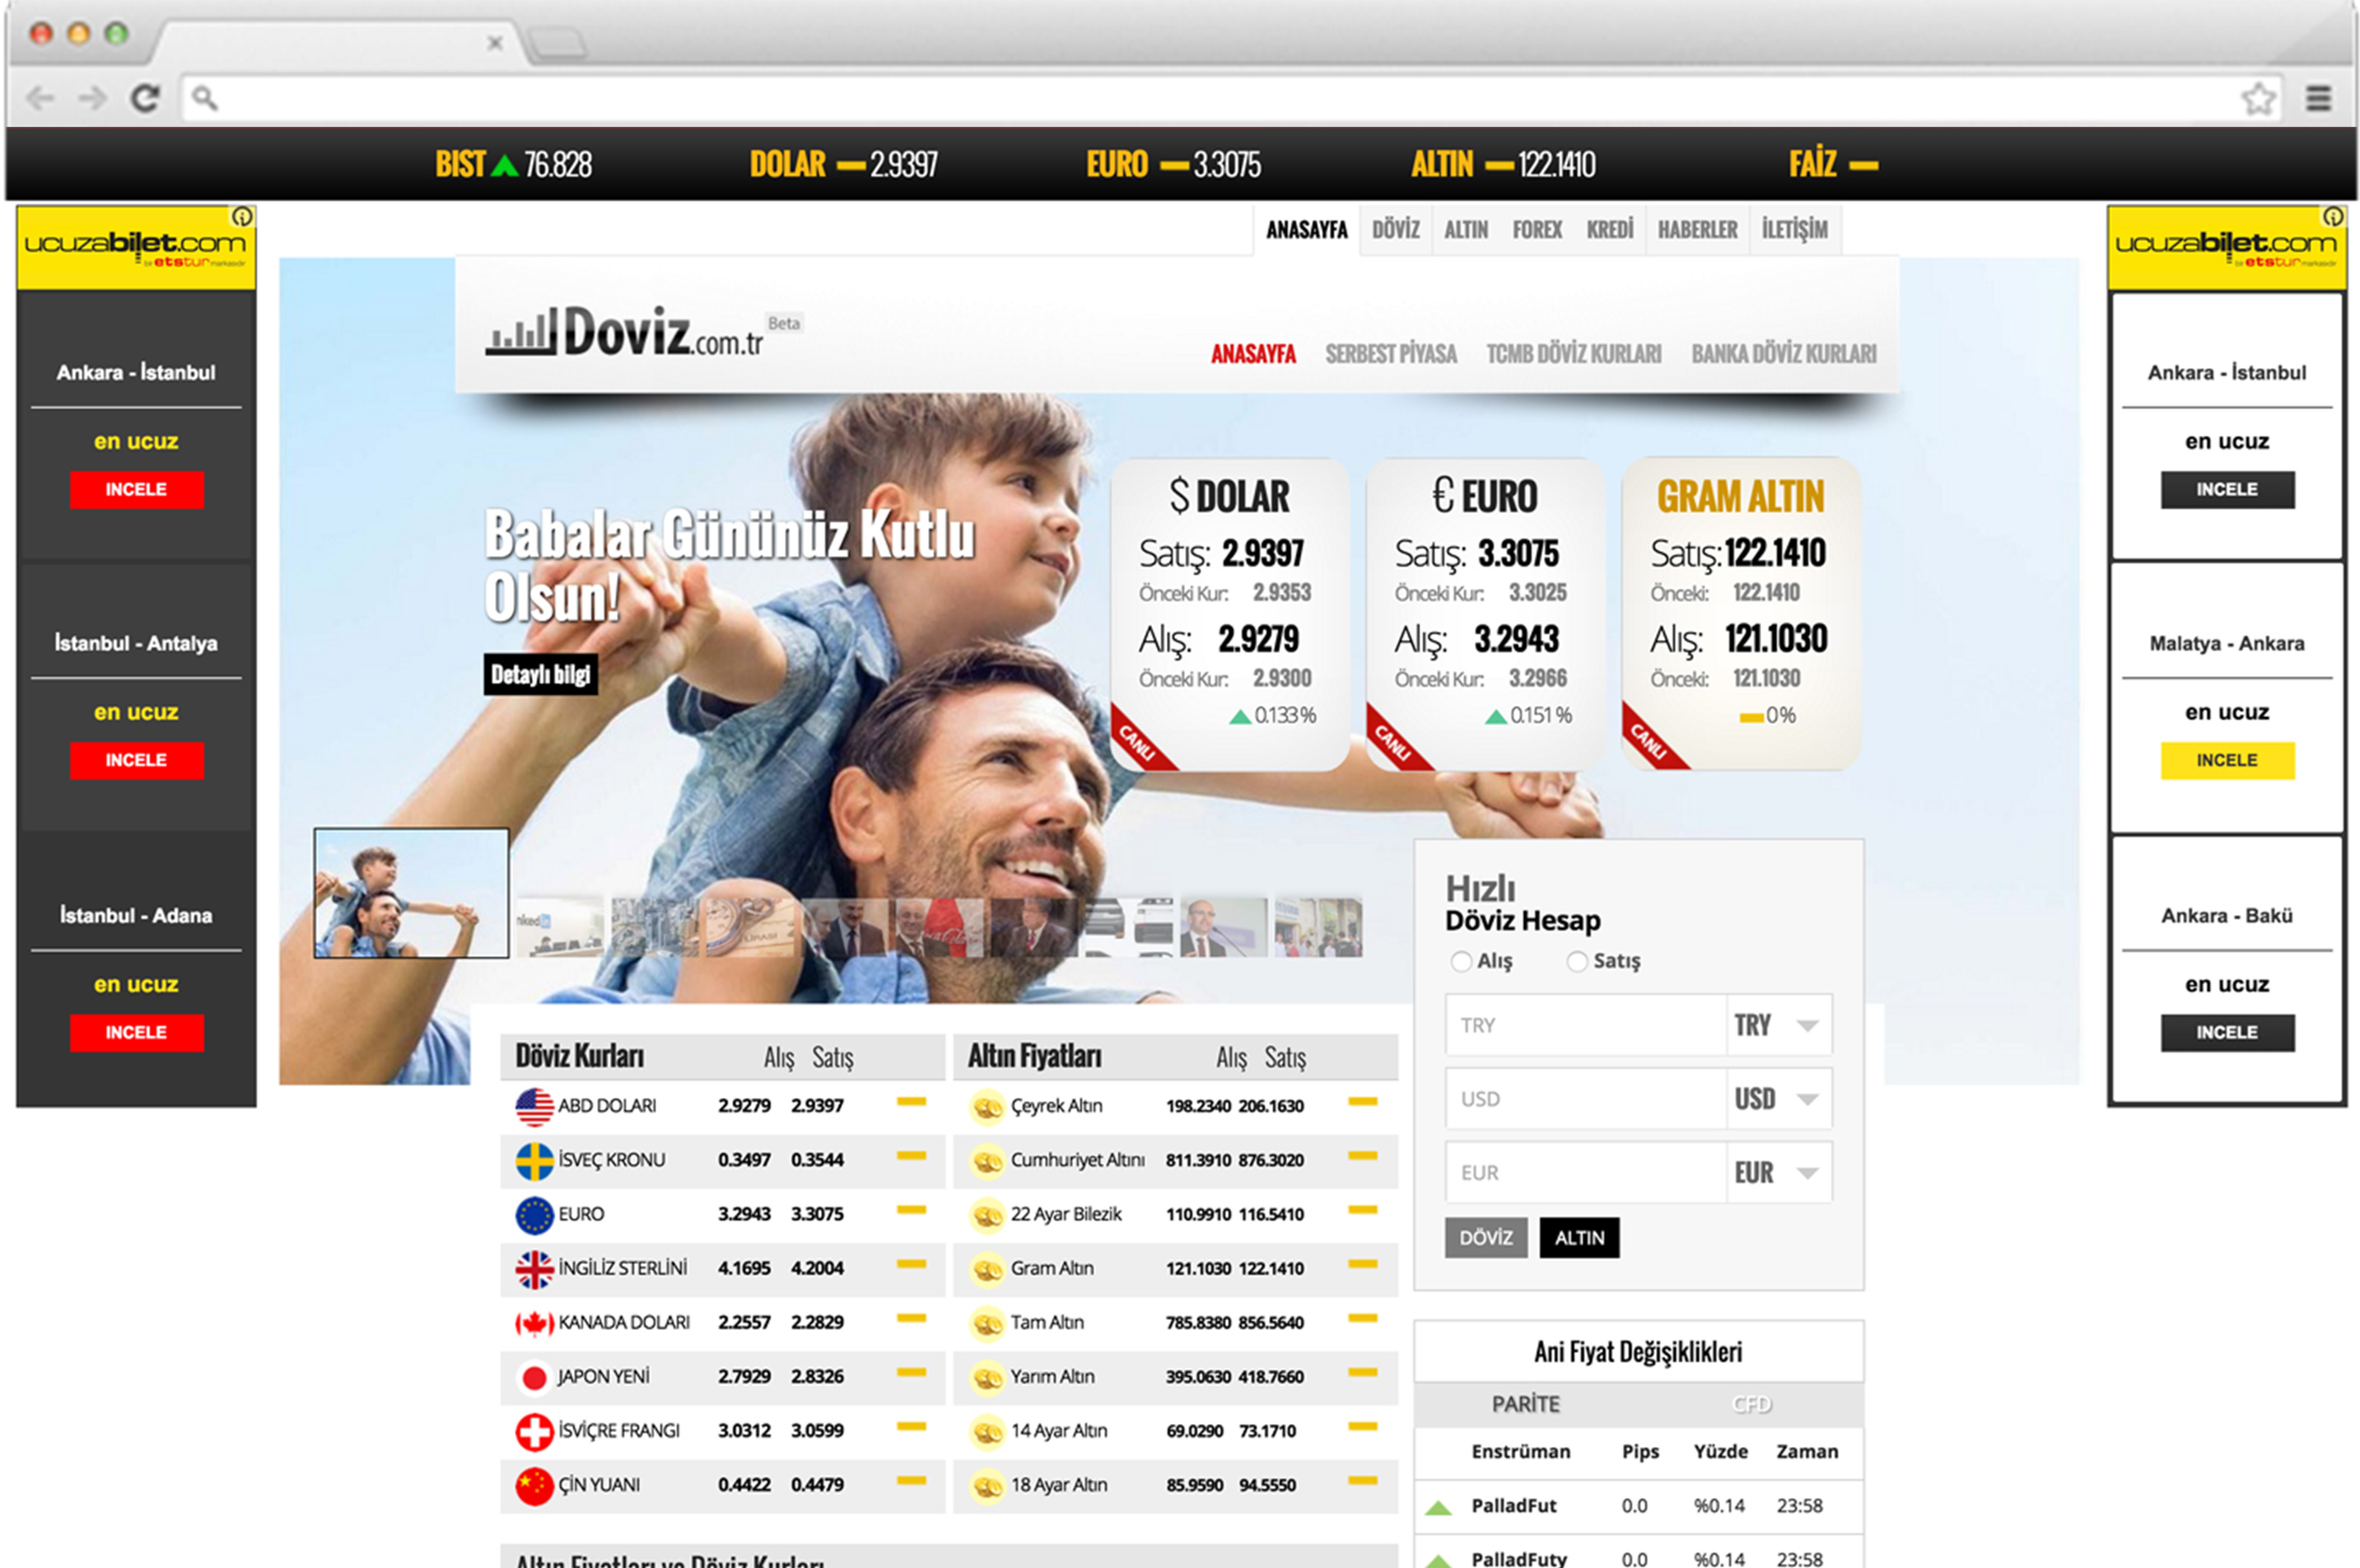 BIST 76.828 DOLAR 2.9397 EURO 3.3075 ALTIN 122.1410 FAİZ
ucuzabilet.com
bir etstur markasıdır
Ankara - İstanbul
en ucuz
INCELE
İstanbul - Antalya
en ucuz
INCELE
İstanbul - Adana
en ucuz
INCELE
ANASAYFA DÖVİZ ALTIN FOREX KREDİ HABERLER İLETİŞİM
Doviz.com.tr Beta
ANASAYFA SERBEST PİYASA TCMB DÖVİZ KURLARI BANKA DÖVİZ KURLARI
Babalar Gününüz Kutlu
Olsun!
Detaylı bilgi
$ DOLAR
Satış: 2.9397
Önceki Kur: 2.9353
Alış: 2.9279
Önceki Kur: 2.9300
0.133 %
CANLI
€ EURO
Satış: 3.3075
Önceki Kur: 3.3025
Alış: 3.2943
Önceki Kur: 3.2966
0.151 %
CANLI
GRAM ALTIN
Satış: 122.1410
Önceki: 122.1410
Alış: 121.1030
Önceki: 121.1030
0 %
CANLI
Hızlı
Döviz Hesap
Alış Satış
TRY TRY
USD USD
EUR EUR
DÖVİZ ALTIN
Döviz Kurları Alış Satış
ABD DOLARI 2.9279 2.9397
İSVEÇ KRONU 0.3497 0.3544
EURO 3.2943 3.3075
İNGİLİZ STERLİNİ 4.1695 4.2004
KANADA DOLARI 2.2557 2.2829
JAPON YENİ 2.7929 2.8326
İSVİÇRE FRANGI 3.0312 3.0599
ÇİN YUANI 0.4422 0.4479
Altın Fiyatları Alış Satış
Çeyrek Altın 198.2340 206.1630
Cumhuriyet Altını 811.3910 876.3020
22 Ayar Bilezik 110.9910 116.5410
Gram Altın 121.1030 122.1410
Tam Altın 785.8380 856.5640
Yarım Altın 395.0630 418.7660
14 Ayar Altın 69.0290 73.1710
18 Ayar Altın 85.9590 94.5550
Altın Fiyatları ve Döviz Kurları
Ani Fiyat Değişiklikleri
PARİTE CFD
Enstrüman Pips Yüzde Zaman
PalladFut 0.0 %0.14 23:58
PalladFuty 0.0 %0.14 23:58
ucuzabilet.com
bir etstur markasıdır
Ankara - İstanbul
en ucuz
INCELE
Malatya - Ankara
en ucuz
INCELE
Ankara - Bakü
en ucuz
INCELE